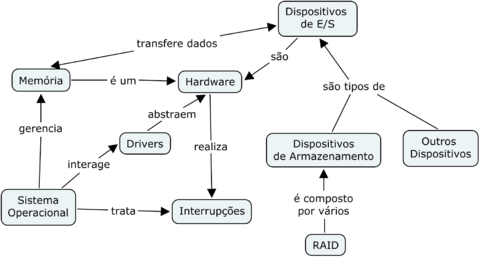 Dispositivos
de E/S
transfere dados
são
Memória
é um
Hardware
são tipos de
abstraem
gerencia
Drivers
realiza
Dispositivos
de Armazenamento
Outros
Dispositivos
interage
Sistema
Operacional
trata
Interrupções
é composto
por vários
RAID